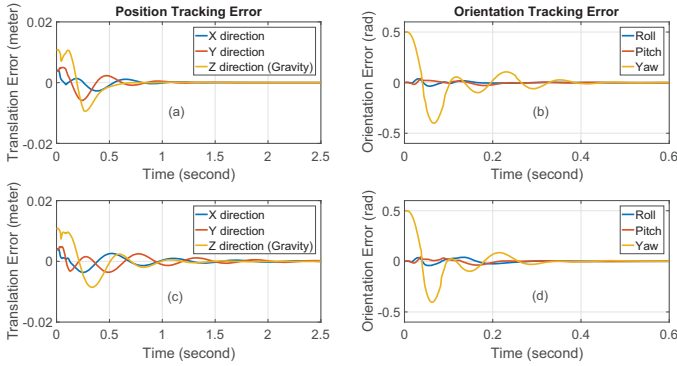 Position Tracking Error
Translation Error (meter)
0.02
0
-0.02
0
0.5
1
1.5
2
2.5
Time (second)
X direction
Y direction
Z direction (Gravity)
(a)
Orientation Tracking Error
Orientation Error (rad)
0.5
0
-0.5
0
0.2
0.4
0.6
Time (second)
Roll
Pitch
Yaw
(b)
Translation Error (meter)
0.02
0
-0.02
0
0.5
1
1.5
2
2.5
Time (second)
X direction
Y direction
Z direction (Gravity)
(c)
Orientation Error (rad)
0.5
0
-0.5
0
0.2
0.4
0.6
Time (second)
Roll
Pitch
Yaw
(d)